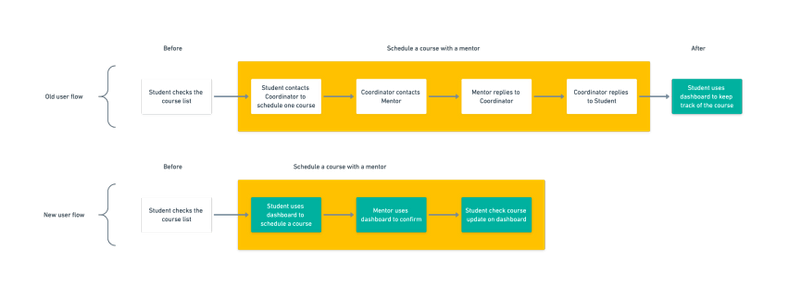 Before
Schedule a course with a mentor
After
Old user flow
Student checks the
course list
Student contacts
Coordinator to
schedule one course
Coordinator contacts
Mentor
Mentor replies to
Coordinator
Coordinator replies
to Student
Student uses
dashboard to keep
track of the course
Before
Schedule a course with a mentor
New user flow
Student checks the
course list
Student uses
dashboard to
schedule a course
Mentor uses
dashboard to confirm
Student check course
update on dashboard